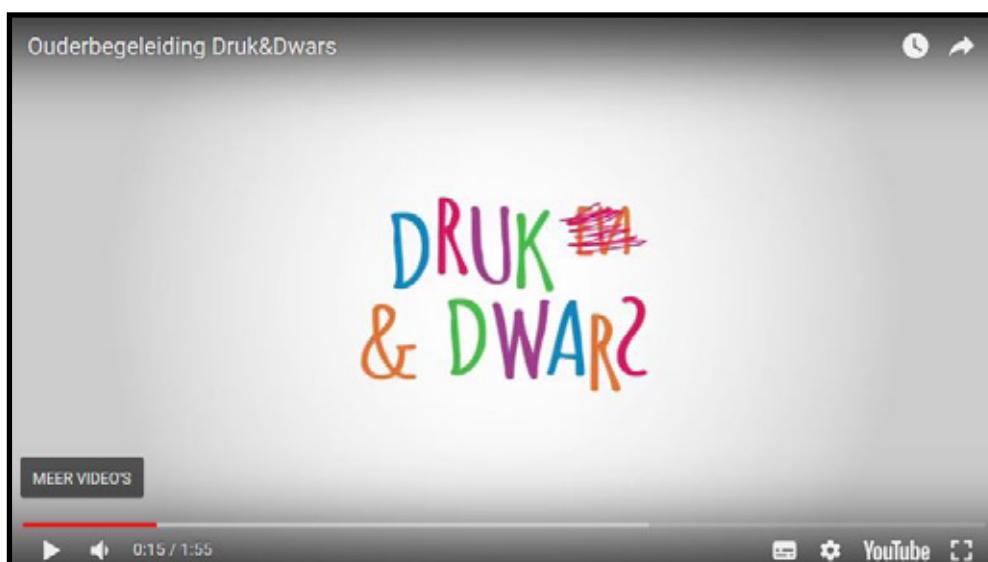 Ouderbegeleiding Druk&Dwars
DRUK
& DWARS
MEER VIDEO'S
0:15 / 1:55
YouTube